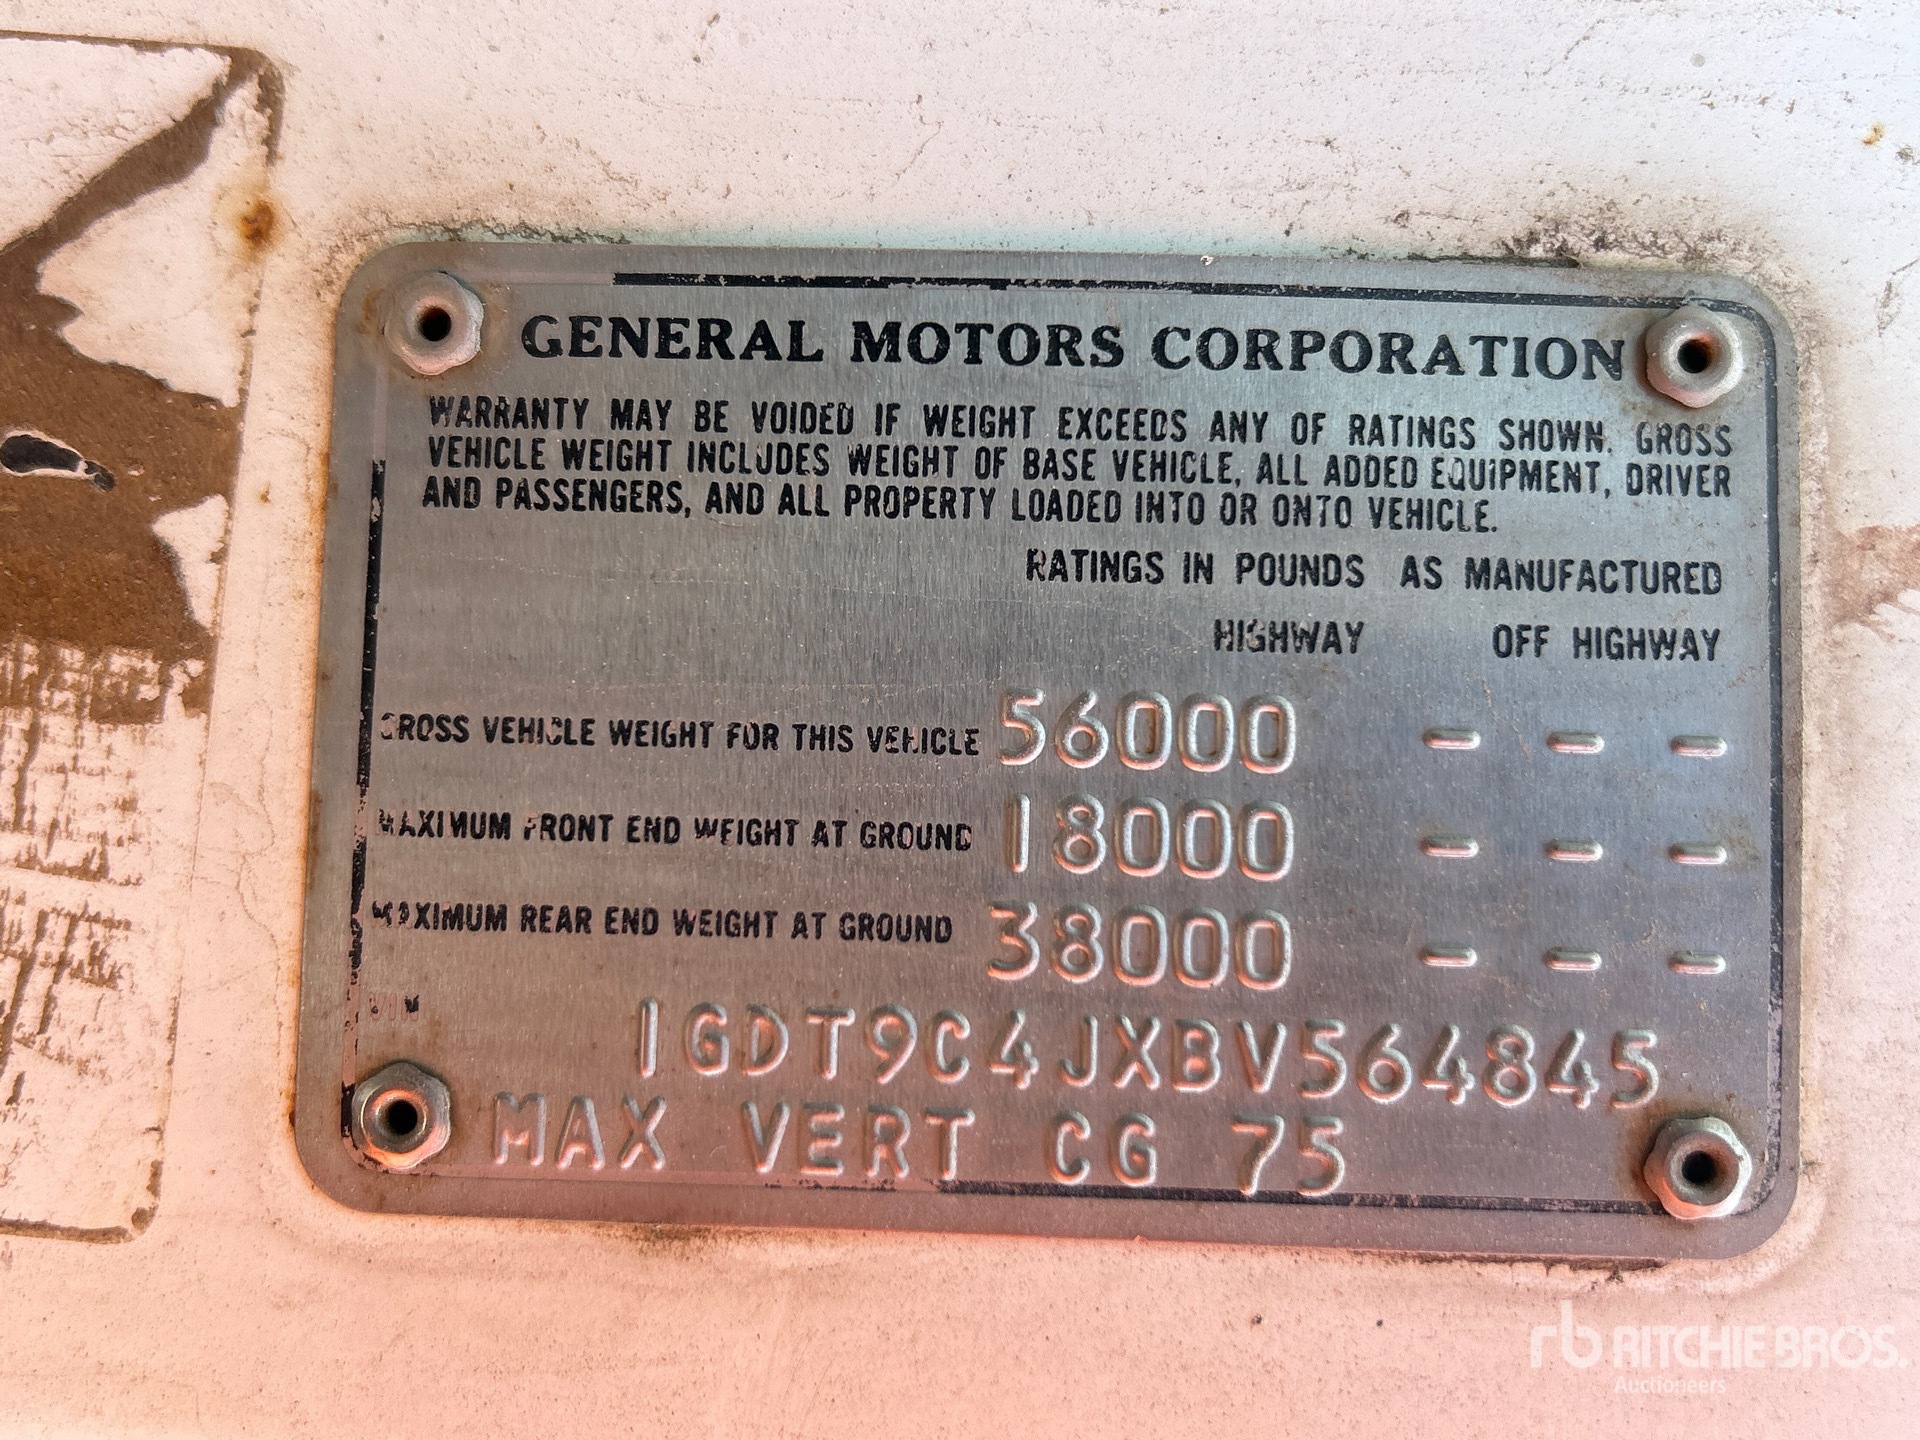 GENERAL MOTORS CORPORATION
WARRANTY MAY BE VOIDED IF WEIGHT EXCEEDS ANY OF RATINGS SHOWN. GROSS
VEHICLE WEIGHT INCLUDES WEIGHT OF BASE VEHICLE, ALL ADDED EQUIPMENT, DRIVER
AND PASSENGERS, AND ALL PROPERTY LOADED INTO OR ONTO VEHICLE.
RATINGS IN POUNDS AS MANUFACTURED
HIGHWAY OFF HIGHWAY
GROSS VEHICLE WEIGHT FOR THIS VEHICLE 56000 - - -
MAXIMUM FRONT END WEIGHT AT GROUND 18000 - - -
MAXIMUM REAR END WEIGHT AT GROUND 38000 - - -
VIN 1GDT9C4JXBV564845
MAX VERT CG 75
rb RITCHIE BROS.
Auctioneers